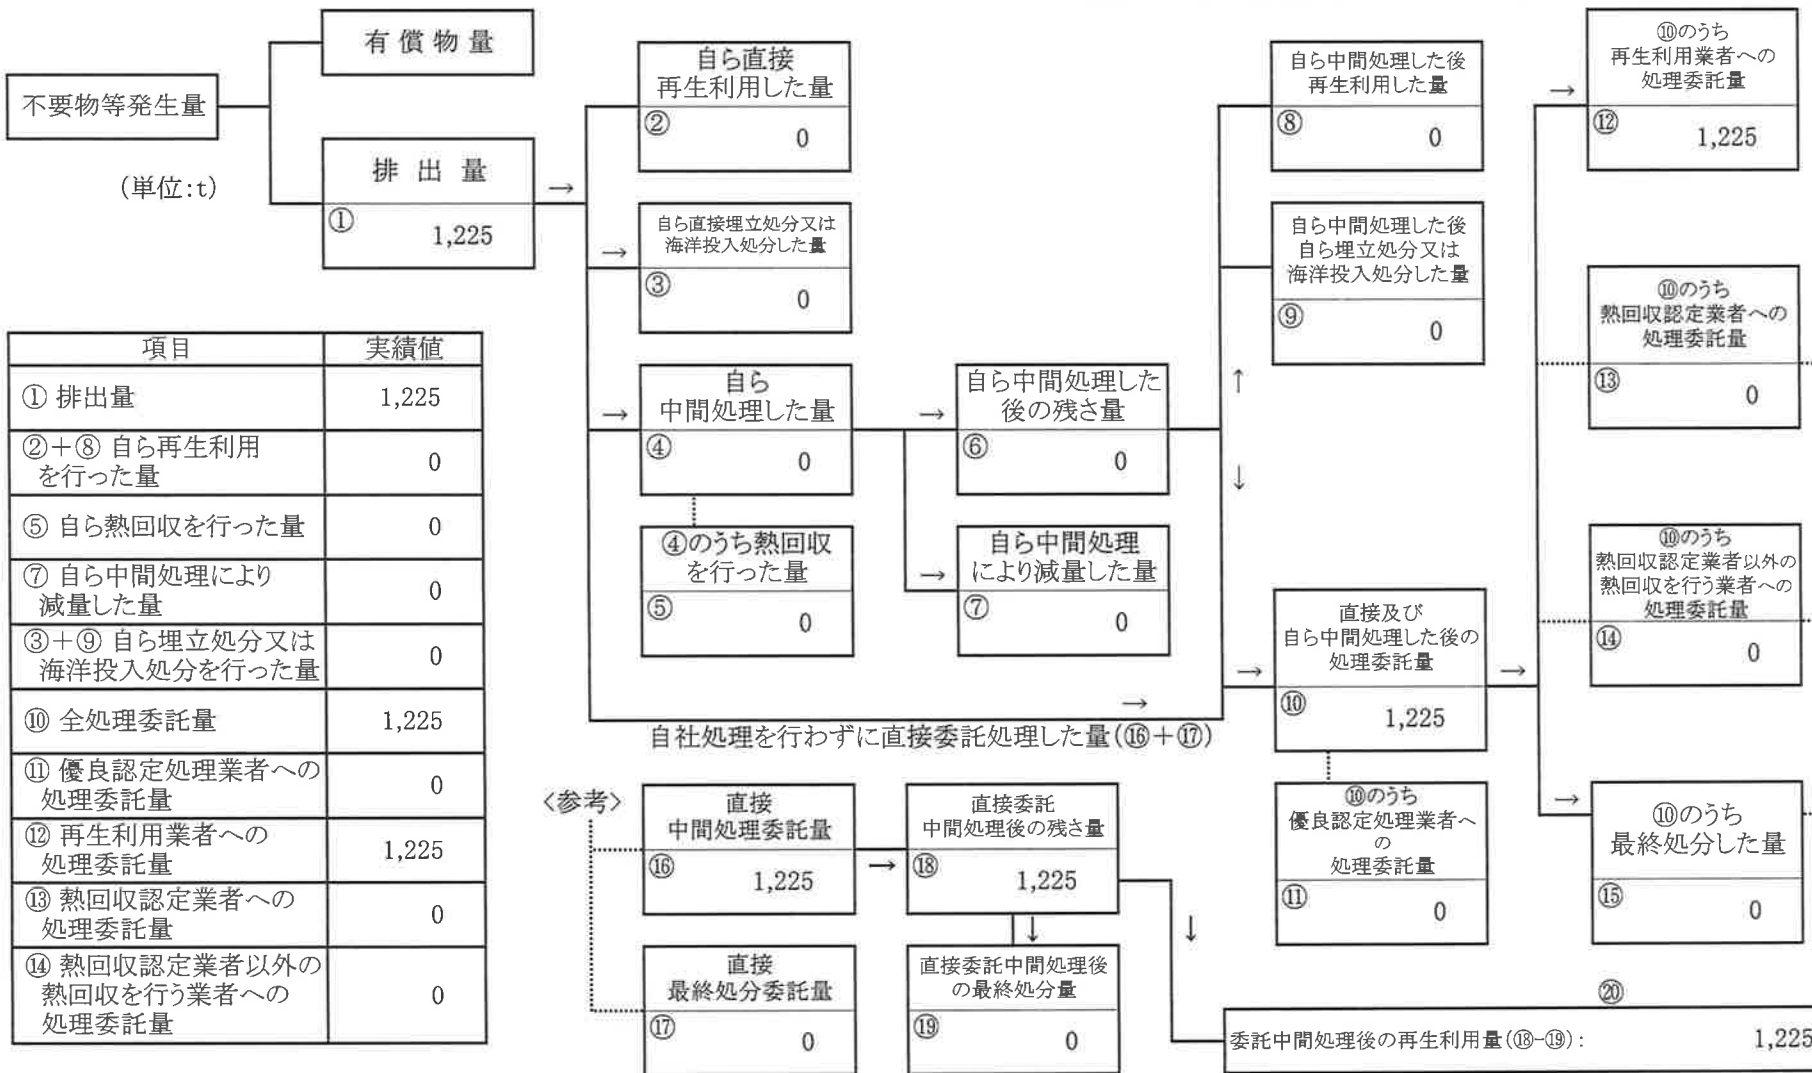 有償物量
不要物等発生量
(単位:t)
排出量
①
1,225
→
自ら直接
再生利用した量
②
0
→
自ら直接埋立処分又は
海洋投入処分した量
③
0
→
自ら
中間処理した量
④
0
④のうち熱回収
を行った量
⑤
0
→
自ら中間処理した
後の残さ量
⑥
0
→
自ら中間処理
により減量した量
⑦
0
自ら中間処理した後
再生利用した量
⑧
0
自ら中間処理した後
自ら埋立処分又は
海洋投入処分した量
⑨
0
↑
↓
→
自社処理を行わずに直接委託処理した量(⑯+⑰)
→
直接及び
自ら中間処理した後の
処理委託量
⑩
1,225
→
⑩のうち
優良認定処理業者へ
の
処理委託量
⑪
0
→
⑩のうち
再生利用業者への
処理委託量
⑫
1,225
⑩のうち
熱回収認定業者への
処理委託量
⑬
0
⑩のうち
熱回収認定業者以外の
熱回収を行う業者への
処理委託量
⑭
0
→
⑩のうち
最終処分した量
⑮
0
項目 実績値
① 排出量 1,225
②+⑧ 自ら再生利用
を行った量 0
⑤ 自ら熱回収を行った量 0
⑦ 自ら中間処理により
減量した量 0
③+⑨ 自ら埋立処分又は
海洋投入処分を行った量 0
⑩ 全処理委託量 1,225
⑪ 優良認定処理業者への
処理委託量 0
⑫ 再生利用業者への
処理委託量 1,225
⑬ 熱回収認定業者への
処理委託量 0
⑭ 熱回収認定業者以外の
熱回収を行う業者への
処理委託量 0
〈参考〉
直接
中間処理委託量
⑯
1,225
→
直接委託
中間処理後の残さ量
⑱
1,225
↓
↓
直接
最終処分委託量
⑰
0
直接委託中間処理後
の最終処分量
⑲
0
⑳
委託中間処理後の再生利用量(⑱-⑲): 1,225